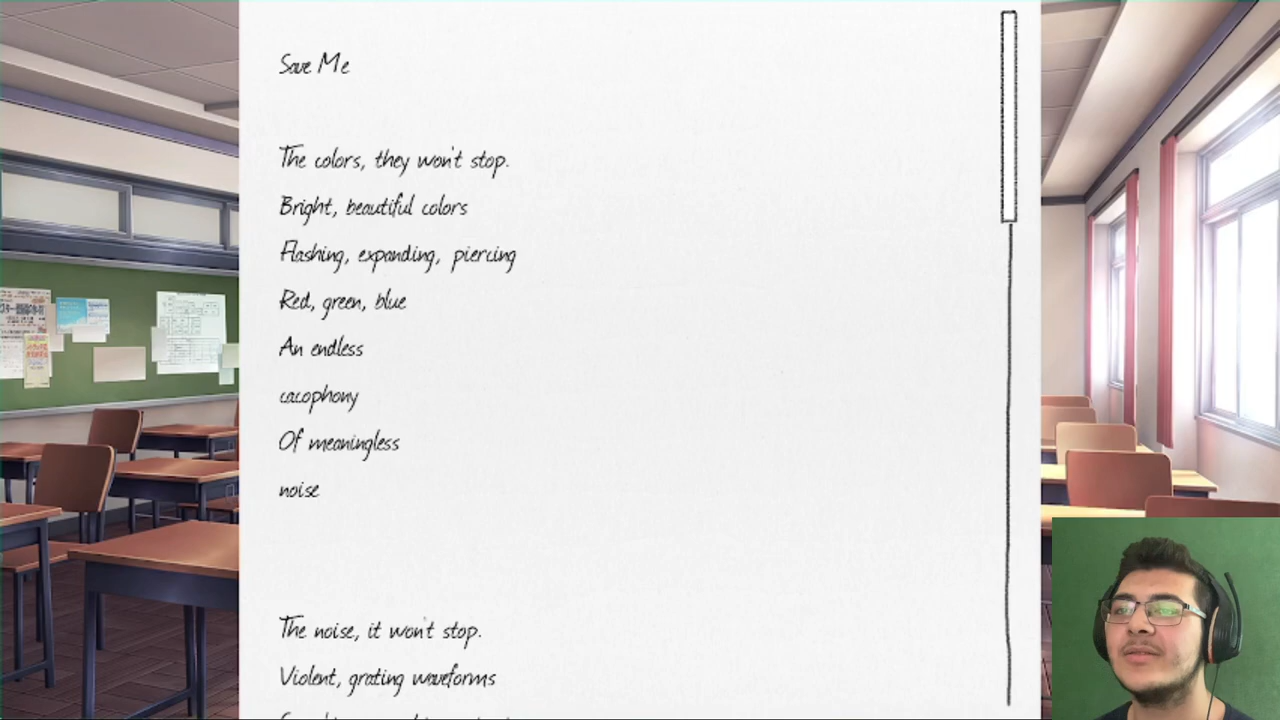 Save Me
The colors, they won't stop.
Bright, beautiful colors
Flashing, expanding, piercing
Red, green, blue
An endless
cacophony
Of meaningless
noise
The noise, it won't stop.
Violent, grating waveforms